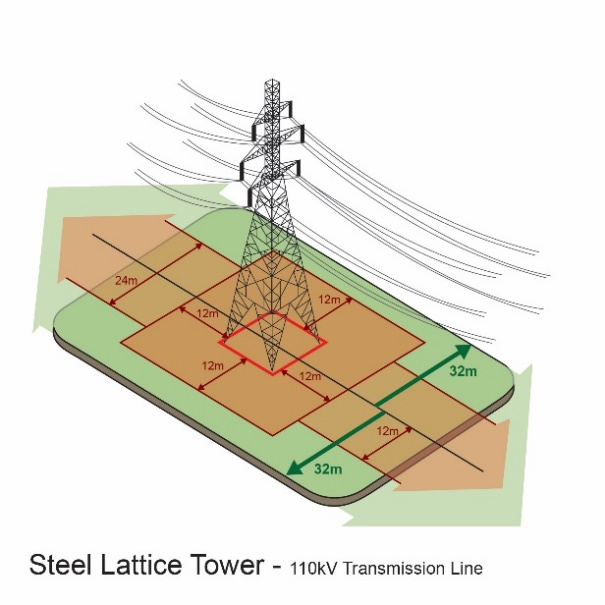 24m
12m
12m
12m
12m
32m
12m
32m
Steel Lattice Tower - 110kV Transmission Line